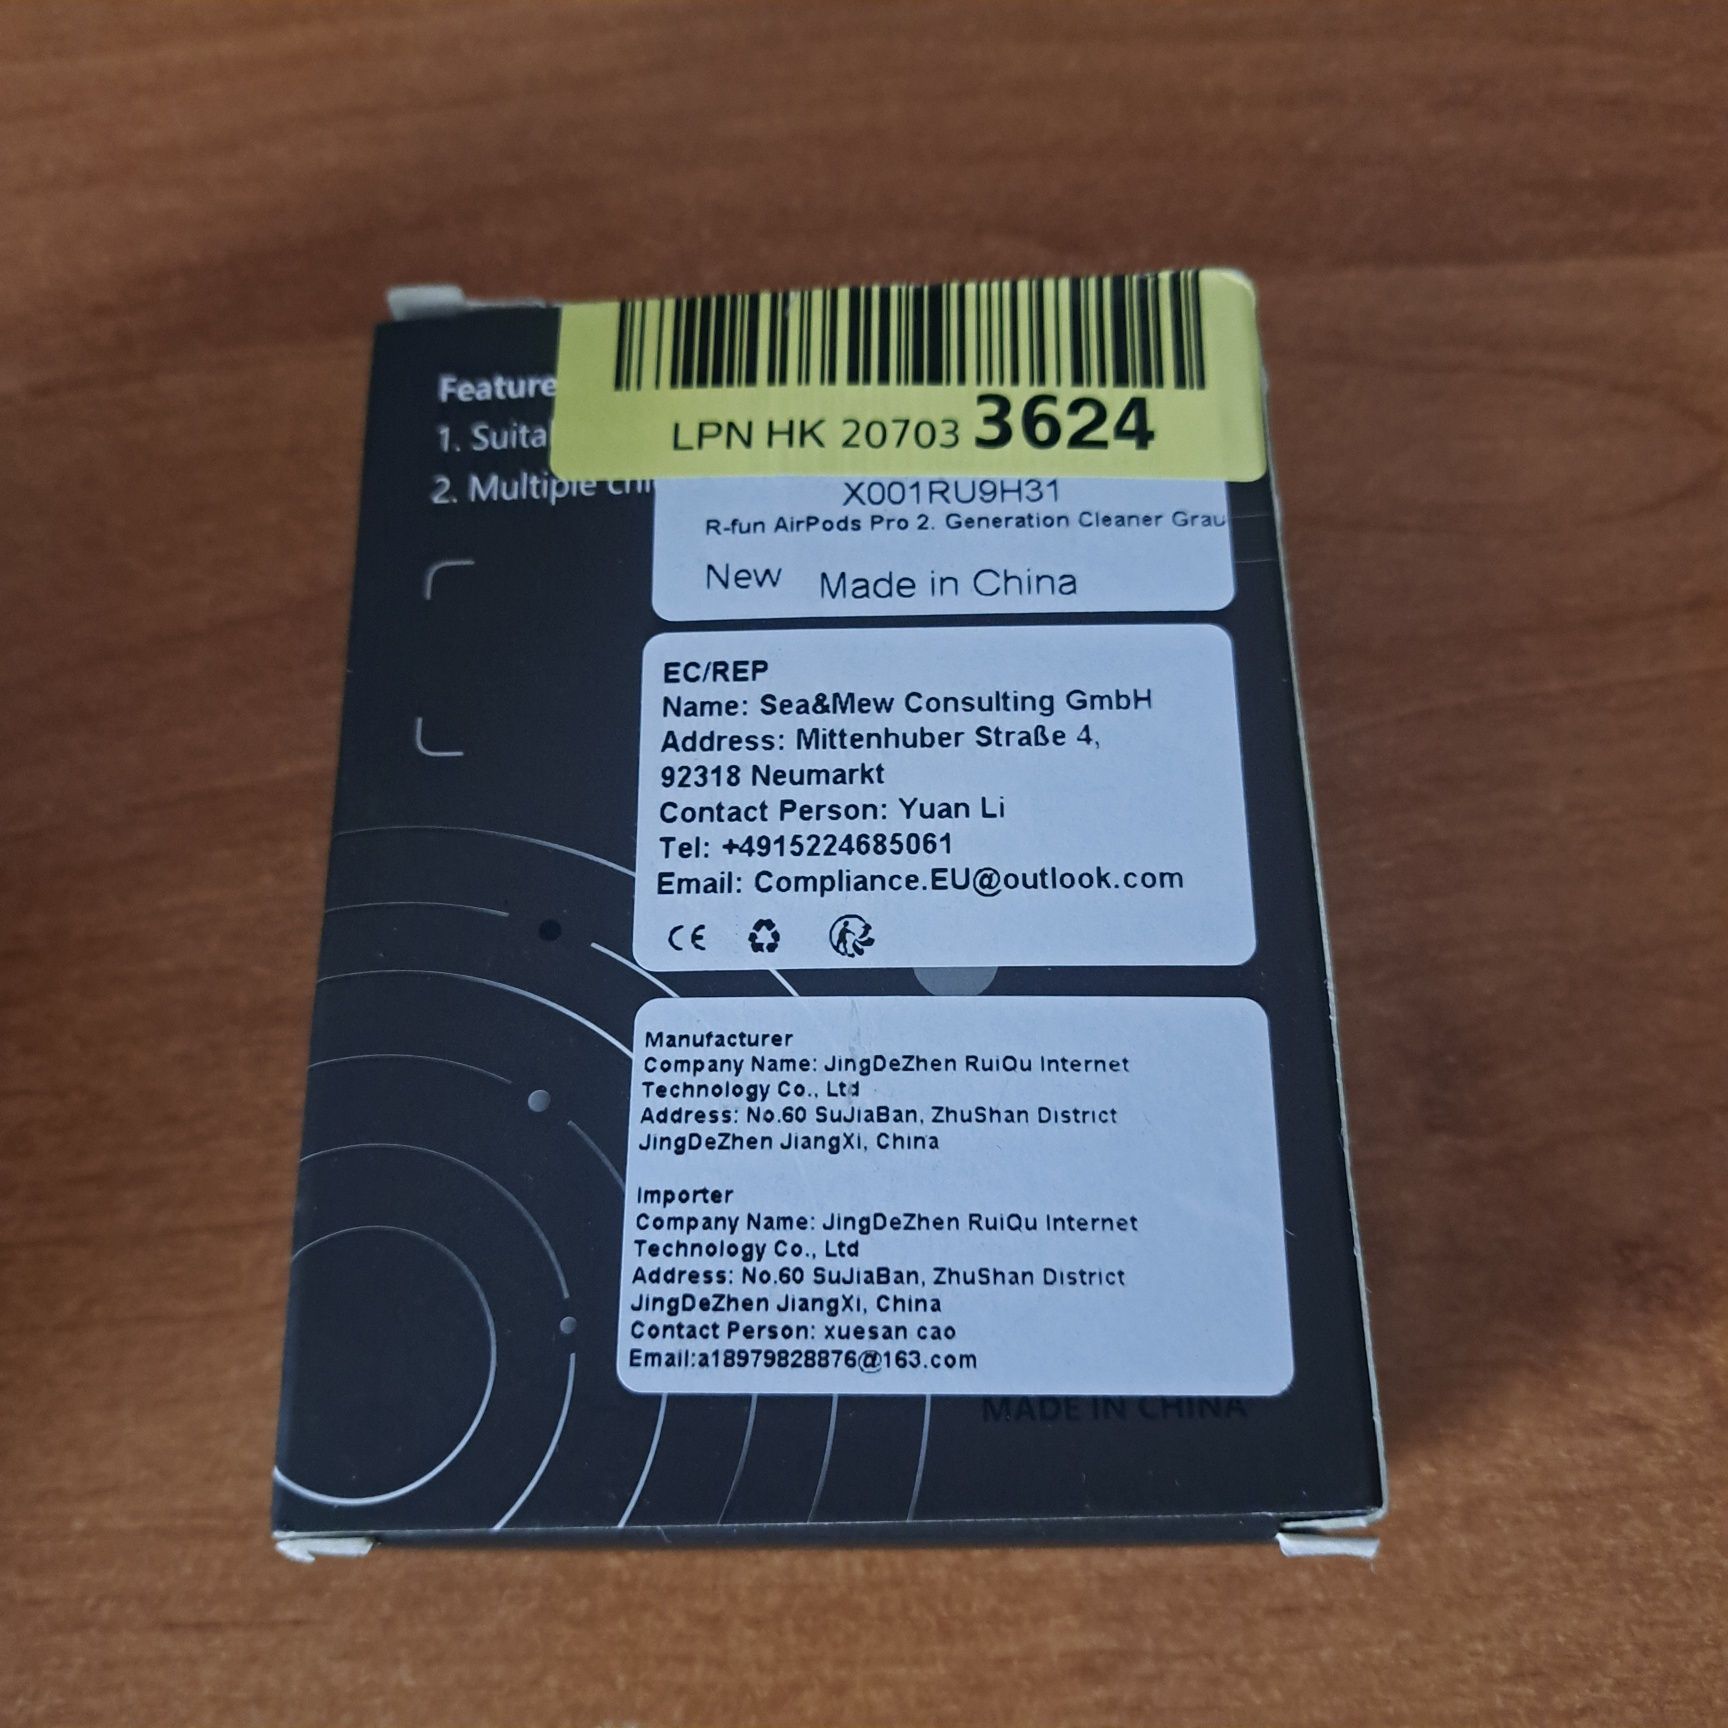 Feature
1. Suita
2. Multiple
LPN HK 20703 3624
X001RU9H31
R-fun AirPods Pro 2. Generation Cleaner Grau
New Made in China
EC/REP
Name: Sea&Mew Consulting GmbH
Address: Mittenhuber Straße 4,
92318 Neumarkt
Contact Person: Yuan Li
Tel: +4915224685061
Email: Compliance.EU@outlook.com
CE
Manufacturer
Company Name: JingDeZhen RuiQu Internet
Technology Co., Ltd
Address: No.60 SuJiaBan, ZhuShan District
JingDeZhen JiangXi, China
Importer
Company Name: JingDeZhen RuiQu Internet
Technology Co., Ltd
Address: No.60 SuJiaBan, ZhuShan District
JingDeZhen JiangXi, China
Contact Person: xuesan cao
Email:a18979828876@163.com
MADE IN CHINA